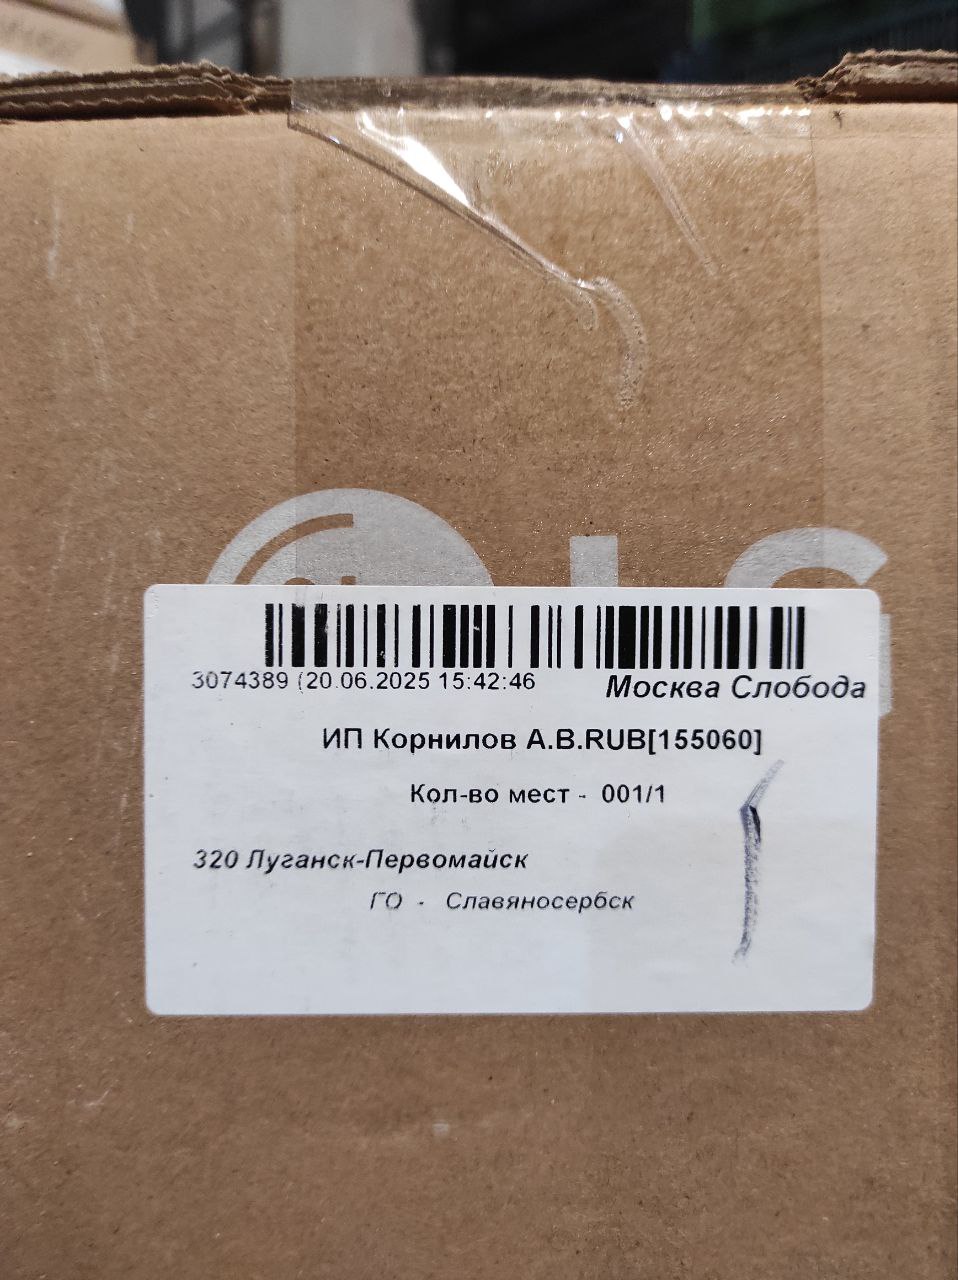 LG
3074389 (20.06.2025 15:42:46
Москва Слобода
ИП Корнилов А.В.RUB[155060]
Кол-во мест - 001/1
320 Луганск-Первомайск
ГО - Славяносербск